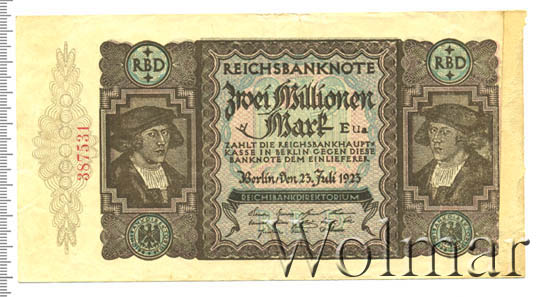 RBD
RBD
REICHSBANKNOTE
Zwei Millionen
Mark
Eua
ZAHLT DIE REICHSBANKHAUPT⸗
KASSE IN BERLIN GEGEN DIESE
BANKNOTE DEM EINLIEFERER
Berlin, den 23. Juli 1923
REICHSBANKDIREKTORIUM
387531
Wolmar